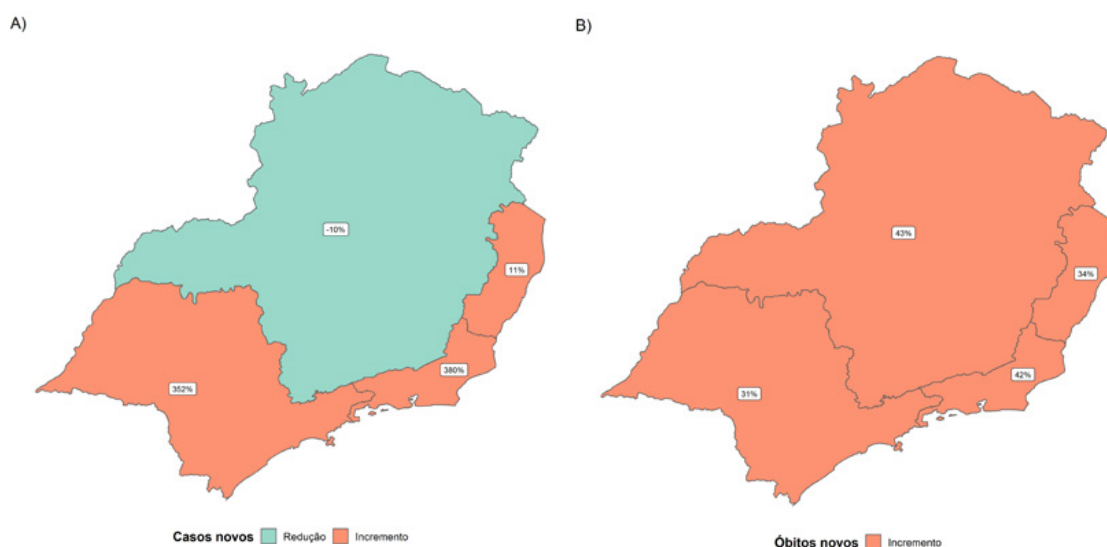 A)
-10%
11%
380%
352%
Casos novos Redução Incremento
B)
43%
34%
42%
31%
Óbitos novos Incremento